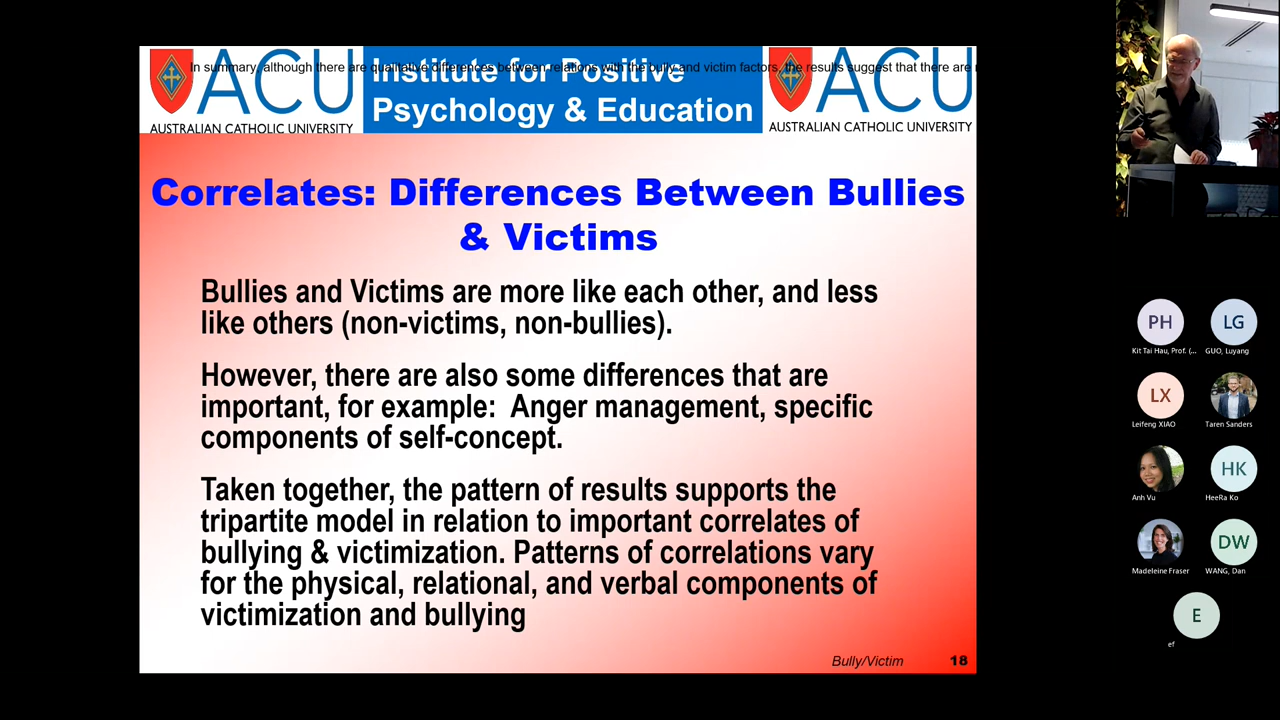 ACU
AUSTRALIAN CATHOLIC UNIVERSITY
In summary, although there are qualitative differences between relations with the bully and victim factors, the results suggest that there are
Institute for Positive
Psychology & Education
ACU
AUSTRALIAN CATHOLIC UNIVERSITY
Correlates: Differences Between Bullies
& Victims
Bullies and Victims are more like each other, and less
like others (non-victims, non-bullies).
However, there are also some differences that are
important, for example:  Anger management, specific
components of self-concept.
Taken together, the pattern of results supports the
tripartite model in relation to important correlates of
bullying & victimization. Patterns of correlations vary
for the physical, relational, and verbal components of
victimization and bullying
Bully/Victim
18
PH
Kit Tai Hau, Prof. (...
LG
GUO, Luyang
LX
Leifeng XIAO
Taren Sanders
Anh Vu
HK
HeeRa Ko
Madeleine Fraser
DW
WANG, Dan
E
ef